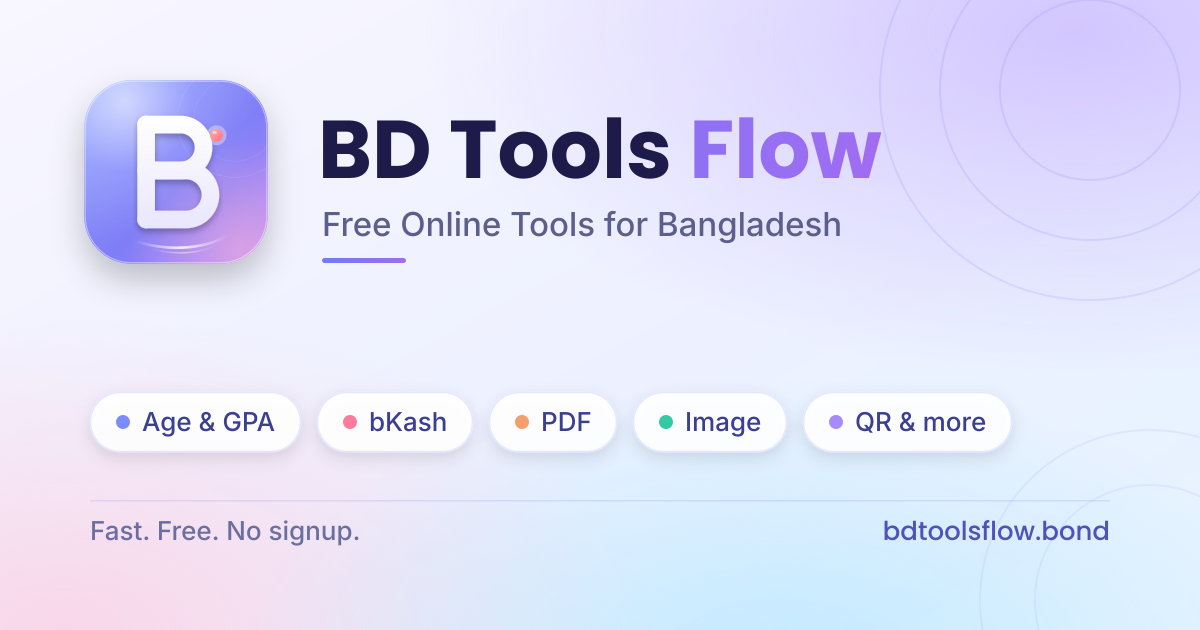 B
BD Tools Flow
Free Online Tools for Bangladesh
Age & GPA
bKash
PDF
Image
QR & more
Fast. Free. No signup.
bdtoolsflow.bond